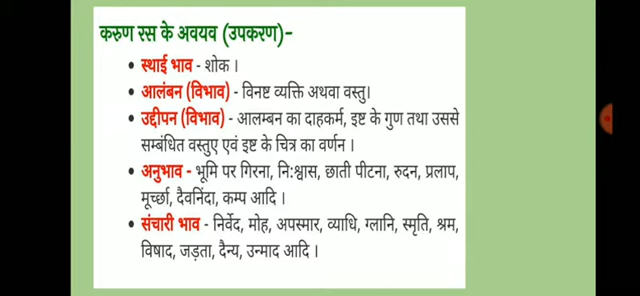 करुण रस के अवयव (उपकरण)-
• स्थाई भाव - शोक ।
• आलंबन (विभाव) - विनष्ट व्यक्ति अथवा वस्तु।
• उद्दीपन (विभाव) - आलम्बन का दाहकर्म, इष्ट के गुण तथा उससे
सम्बंधित वस्तुए एवं इष्ट के चित्र का वर्णन ।
• अनुभाव - भूमि पर गिरना, नि:श्वास, छाती पीटना, रुदन, प्रलाप,
मूर्च्छा, दैवनिंदा, कम्प आदि ।
• संचारी भाव - निर्वेद, मोह, अपस्मार, व्याधि, ग्लानि, स्मृति, श्रम,
विषाद, जड़ता, दैन्य, उन्माद आदि ।